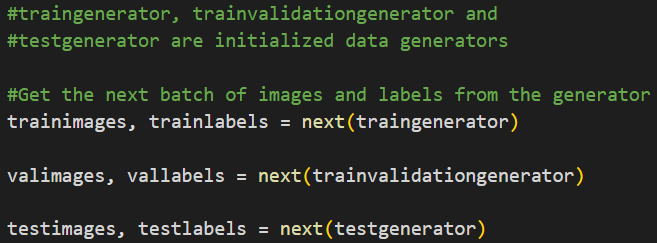 #traingenerator, trainvalidationgenerator and
#testgenerator are initialized data generators
#Get the next batch of images and labels from the generator
trainimages, trainlabels = next(traingenerator)
valimages, vallabels = next(trainvalidationgenerator)
testimages, testlabels = next(testgenerator)